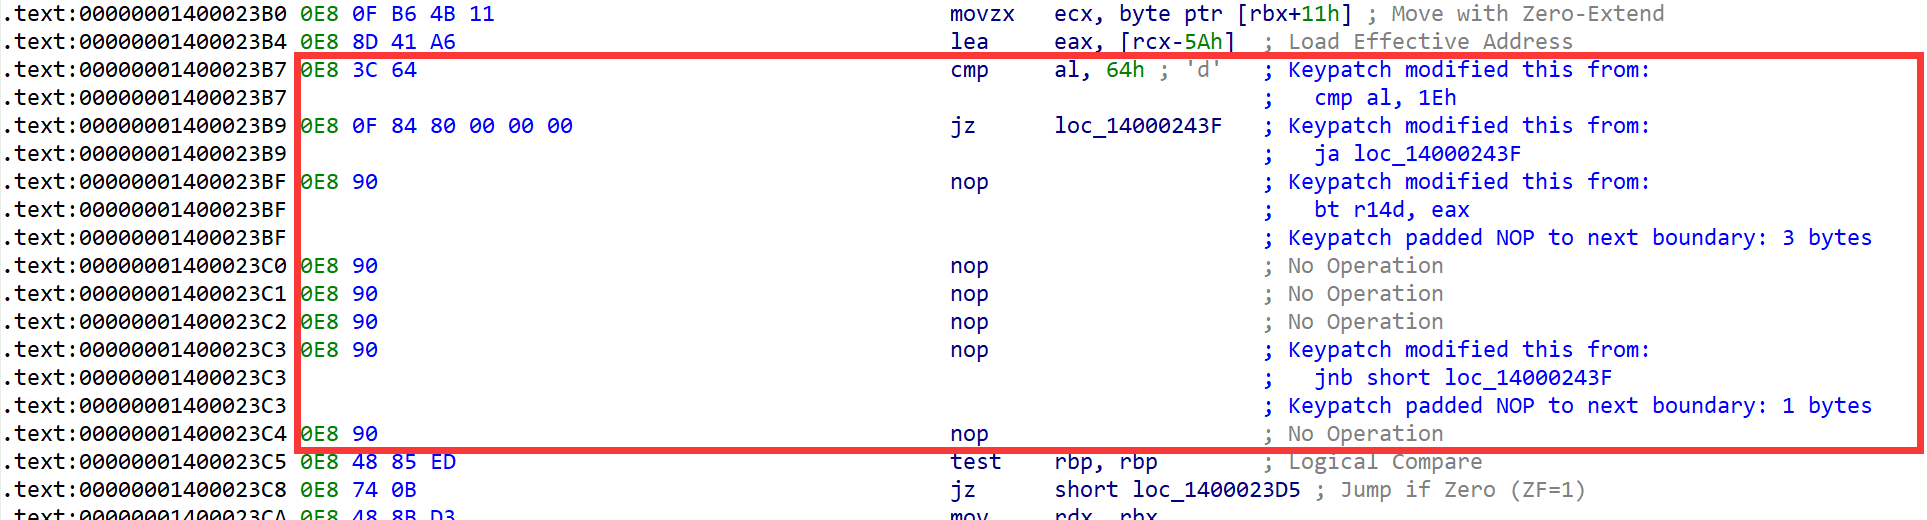 .text:00000001400023B0 0E8 0F B6 4B 11 movzx ecx, byte ptr [rbx+11h] ; Move with Zero-Extend
.text:00000001400023B4 0E8 8D 41 A6 lea eax, [rcx-5Ah] ; Load Effective Address
.text:00000001400023B7 0E8 3C 64 cmp al, 64h ; 'd' ; Keypatch modified this from:
.text:00000001400023B7 ; cmp al, 1Eh
.text:00000001400023B9 0E8 0F 84 80 00 00 00 jz loc_14000243F ; Keypatch modified this from:
.text:00000001400023B9 ; ja loc_14000243F
.text:00000001400023BF 0E8 90 nop ; Keypatch modified this from:
.text:00000001400023BF ; bt r14d, eax
.text:00000001400023BF ; Keypatch padded NOP to next boundary: 3 bytes
.text:00000001400023C0 0E8 90 nop ; No Operation
.text:00000001400023C1 0E8 90 nop ; No Operation
.text:00000001400023C2 0E8 90 nop ; No Operation
.text:00000001400023C3 0E8 90 nop ; Keypatch modified this from:
.text:00000001400023C3 ; jnb short loc_14000243F
.text:00000001400023C3 ; Keypatch padded NOP to next boundary: 1 bytes
.text:00000001400023C4 0E8 90 nop ; No Operation
.text:00000001400023C5 0E8 48 85 ED test rbp, rbp ; Logical Compare
.text:00000001400023C8 0E8 74 0B jz short loc_1400023D5 ; Jump if Zero (ZF=1)
.text:00000001400023CA 0E8 48 8B D3 mov rdx, rbx